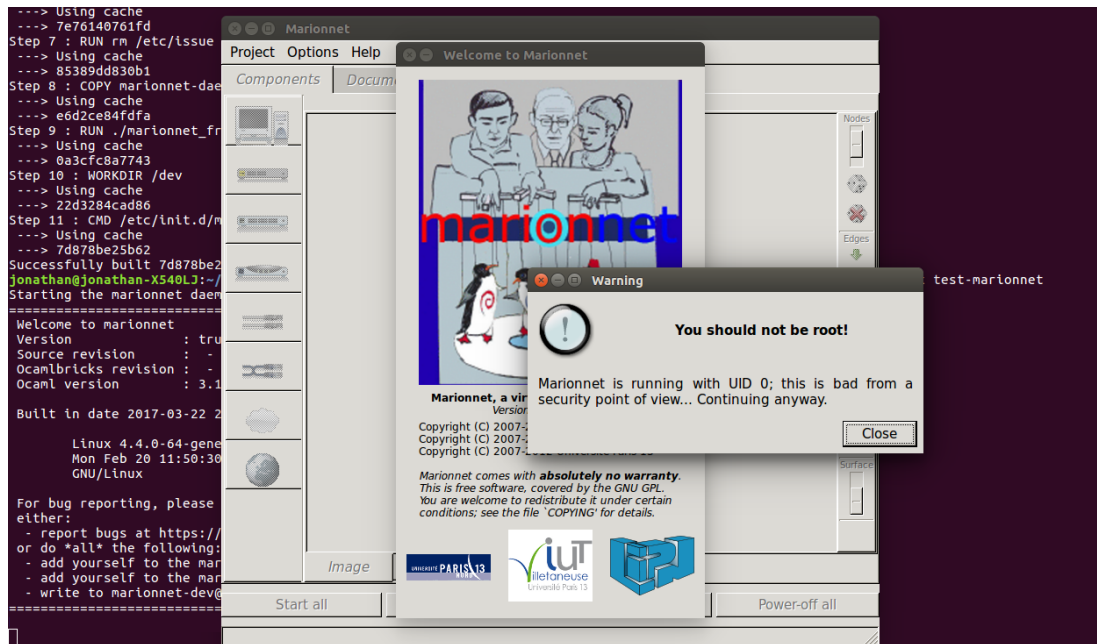 ---> Using cache
---> 7e76140761fd
Step 7 : RUN rm /etc/issue
---> Using cache
---> 85389dd830b1
Step 8 : COPY marionnet-dae
---> Using cache
---> e6d2ce84fdfa
Step 9 : RUN ./marionnet_fr
---> Using cache
---> 0a3cfc8a7743
Step 10 : WORKDIR /dev
---> Using cache
---> 22d3284cad86
Step 11 : CMD /etc/init.d/m
---> Using cache
---> 7d878be25b62
Successfully built 7d878be2
jonathan@jonathan-X540LJ:~/
test-marionnet
Starting the marionnet daem
===========================
Welcome to marionnet
Version : tru
Source revision : -
Ocamlbricks revision : -
Ocaml version : 3.1
Built in date 2017-03-22 2
Linux 4.4.0-64-gene
Mon Feb 20 11:50:30
GNU/Linux
For bug reporting, please
either:
- report bugs at https://
or do *all* the following:
- add yourself to the mar
- add yourself to the mar
- write to marionnet-dev@
===========================
Marionnet
Project Options Help
Components Docum
Nodes
Edges
Surface
Image
Start all
Power-off all
Welcome to Marionnet
marionnet
Marionnet, a vir
Version
Copyright (C) 2007-2
Copyright (C) 2007-2
Copyright (C) 2007-2012 Université Paris 13
Marionnet comes with absolutely no warranty.
This is free software, covered by the GNU GPL.
You are welcome to redistribute it under certain
conditions; see the file `COPYING' for details.
UNIVERSITÉ PARIS 13
NORD
iUT
Villetaneuse
Université Paris 13
LIPN
Warning
You should not be root!
Marionnet is running with UID 0; this is bad from a
security point of view... Continuing anyway.
Close